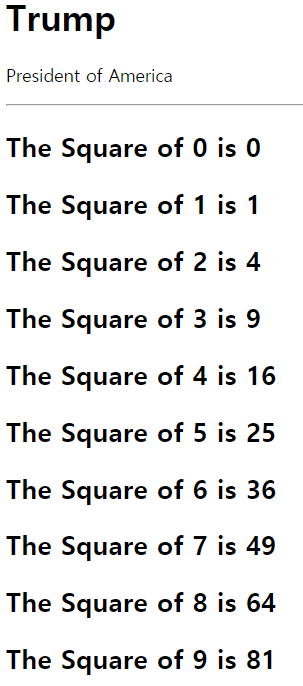 Trump
President of America
The Square of 0 is 0
The Square of 1 is 1
The Square of 2 is 4
The Square of 3 is 9
The Square of 4 is 16
The Square of 5 is 25
The Square of 6 is 36
The Square of 7 is 49
The Square of 8 is 64
The Square of 9 is 81